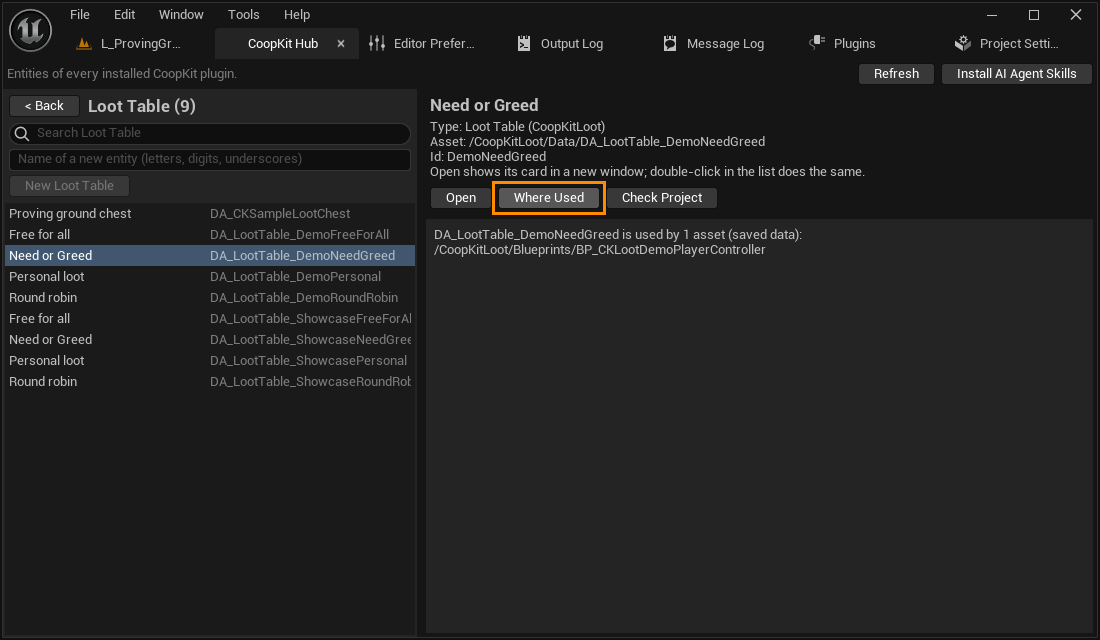 File Edit Window Tools Help
L_ProvingGr... CoopKit Hub × Editor Prefer... Output Log Message Log Plugins Project Setti...
Entities of every installed CoopKit plugin. Refresh Install AI Agent Skills
< Back Loot Table (9)
Search Loot Table
Name of a new entity (letters, digits, underscores)
New Loot Table
Proving ground chest DA_CKSampleLootChest
Free for all DA_LootTable_DemoFreeForAll
Need or Greed DA_LootTable_DemoNeedGreed
Personal loot DA_LootTable_DemoPersonal
Round robin DA_LootTable_DemoRoundRobin
Free for all DA_LootTable_ShowcaseFreeForAl
Need or Greed DA_LootTable_ShowcaseNeedGree
Personal loot DA_LootTable_ShowcasePersonal
Round robin DA_LootTable_ShowcaseRoundRob
Need or Greed
Type: Loot Table (CoopKitLoot)
Asset: /CoopKitLoot/Data/DA_LootTable_DemoNeedGreed
Id: DemoNeedGreed
Open shows its card in a new window; double-click in the list does the same.
Open Where Used Check Project
DA_LootTable_DemoNeedGreed is used by 1 asset (saved data):
/CoopKitLoot/Blueprints/BP_CKLootDemoPlayerController